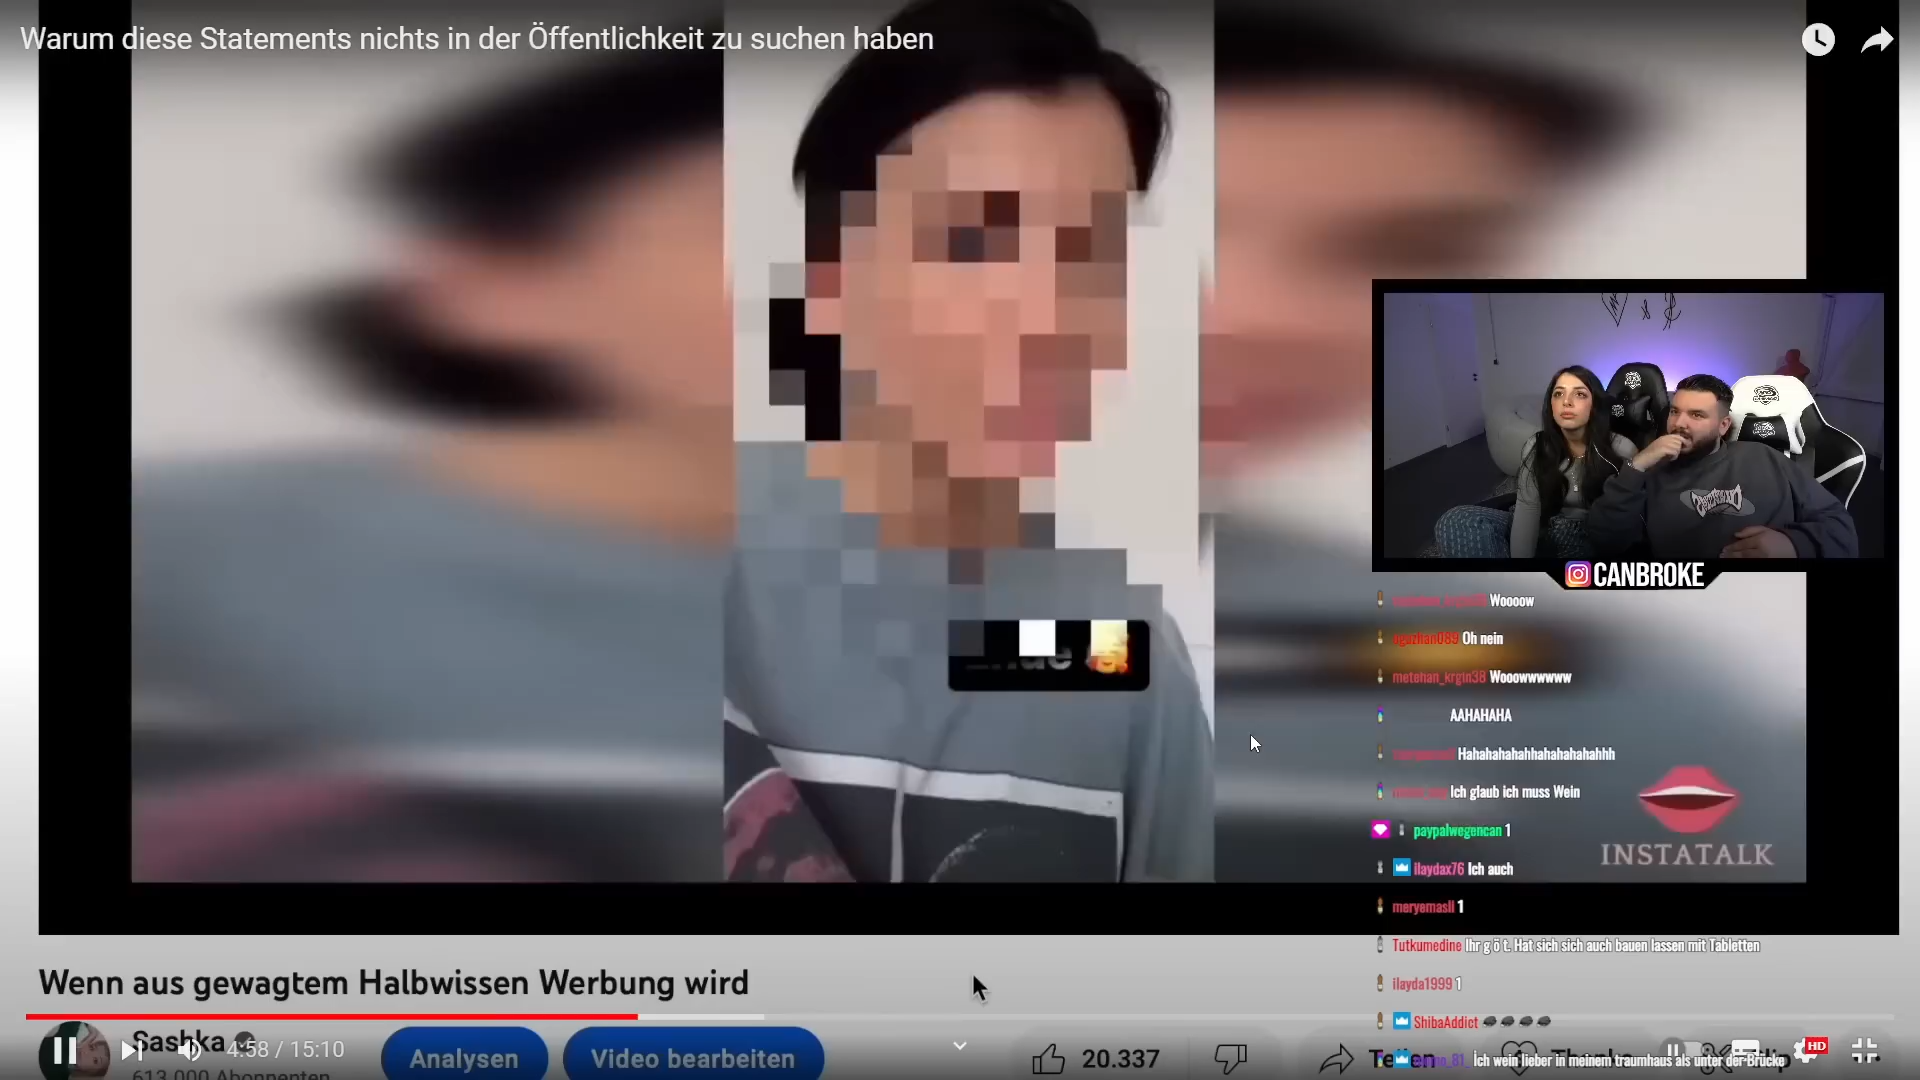 Warum diese Statements nichts in der Öffentlichkeit zu suchen haben
CANBROKE
Woooow
Oh nein
metehan_krgin38 Wooowwwwww
AAHAHAHA
Hahahahahahhahahahahahhh
Ich glaub ich muss Wein
paypalwegencan 1
ilaydax76 Ich auch
meryemasll 1
Tutkumedine Ihr g ö t. Hat sich sich auch bauen lassen mit Tabletten
ilayda1999 1
ShibaAddict
Ich wein lieber in meinem traumhaus als unter der Brücke
INSTATALK
Wenn aus gewagtem Halbwissen Werbung wird
Sashka
4:58 / 15:10
613.000 Abonnenten
Analysen
Video bearbeiten
20.337
HD